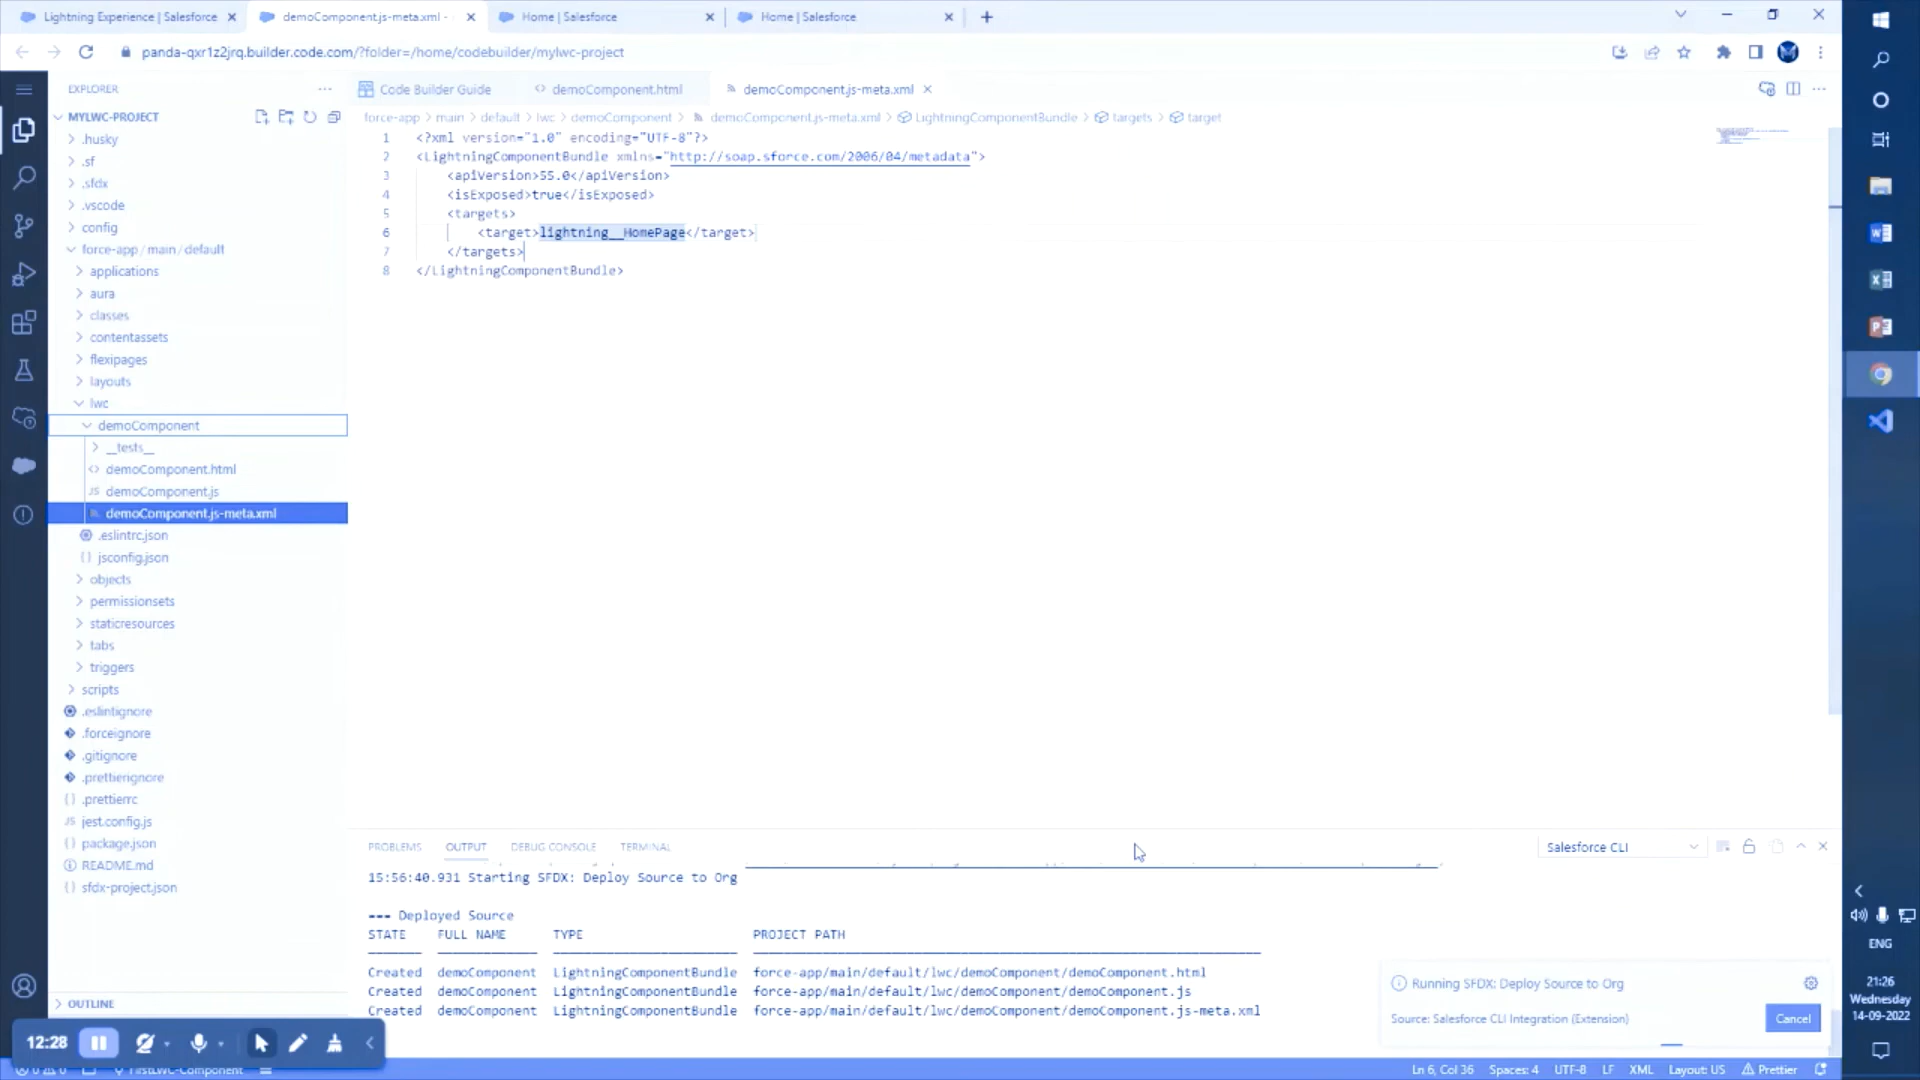 Lightning Experience | Salesforce
demoComponent.js-meta.xml -
Home | Salesforce
Home | Salesforce
panda-qxr1z2jrq.builder.code.com/?folder=/home/codebuilder/mylwc-project
EXPLORER
MYLWC-PROJECT
.husky
.sf
.sfdx
.vscode
config
force-app / main / default
applications
aura
classes
contentassets
flexipages
layouts
lwc
demoComponent
__tests__
demoComponent.html
demoComponent.js
demoComponent.js-meta.xml
.eslintrc.json
jsconfig.json
objects
permissionsets
staticresources
tabs
triggers
scripts
.eslintignore
.forceignore
.gitignore
.prettierignore
.prettierrc
jest.config.js
package.json
README.md
sfdx-project.json
OUTLINE
Code Builder Guide
demoComponent.html
demoComponent.js-meta.xml
force-app > main > default > lwc > demoComponent > demoComponent.js-meta.xml > LightningComponentBundle > targets > target
1 <?xml version="1.0" encoding="UTF-8"?>
2 <LightningComponentBundle xmlns="http://soap.sforce.com/2006/04/metadata">
3 <apiVersion>55.0</apiVersion>
4 <isExposed>true</isExposed>
5 <targets>
6 <target>lightning__HomePage</target>
7 </targets>
8 </LightningComponentBundle>
PROBLEMS OUTPUT DEBUG CONSOLE TERMINAL
Salesforce CLI
15:56:40.931 Starting SFDX: Deploy Source to Org
=== Deployed Source
STATE FULL NAME TYPE PROJECT PATH
Created demoComponent LightningComponentBundle force-app/main/default/lwc/demoComponent/demoComponent.html
Created demoComponent LightningComponentBundle force-app/main/default/lwc/demoComponent/demoComponent.js
Created demoComponent LightningComponentBundle force-app/main/default/lwc/demoComponent/demoComponent.js-meta.xml
Running SFDX: Deploy Source to Org
Source: Salesforce CLI Integration (Extension)
Cancel
12:28
FirstLWC-Component
Ln 6, Col 36 Spaces: 4 UTF-8 LF XML Layout: US Prettier
ENG
21:26
Wednesday
14-09-2022